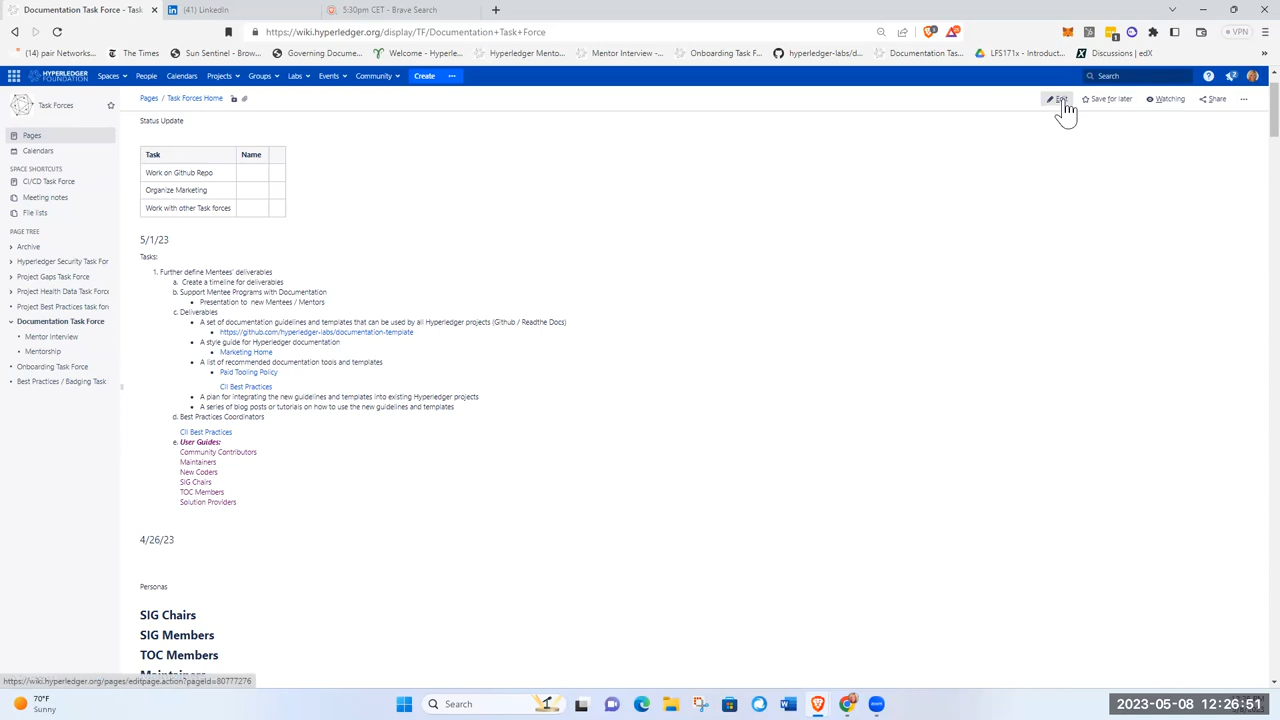 Documentation Task Force - Task
(41) LinkedIn
5:30pm CET - Brave Search
https://wiki.hyperledger.org/display/TF/Documentation+Task+Force
VPN
(14) pair Networks...
The Times
Sun Sentinel - Brow...
Governing Docume...
Welcome - Hyperle...
Hyperledger Mento...
Mentor Interview -...
Onboarding Task F...
hyperledger-labs/d...
Documentation Tas...
LFS171x - Introduct...
Discussions | edX
HYPERLEDGER
FOUNDATION
Spaces
People
Calendars
Projects
Groups
Labs
Events
Community
Create
Search
Task Forces
Pages
Task Forces Home
Edit
Save for later
Watching
Share
Pages
Calendars
SPACE SHORTCUTS
CI/CD Task Force
Meeting notes
File lists
PAGE TREE
Archive
Hyperledger Security Task For
Project Gaps Task Force
Project Health Data Task Force
Project Best Practices task for
Documentation Task Force
Mentor Interview
Mentorship
Onboarding Task Force
Best Practices / Badging Task
Status Update
Task Name
Work on Github Repo
Organize Marketing
Work with other Task forces
5/1/23
Tasks:
1. Further define Mentees' deliverables
a. Create a timeline for deliverables
b. Support Mentee Programs with Documentation
• Presentation to new Mentees / Mentors
c. Deliverables
• A set of documentation guidelines and templates that can be used by all Hyperledger projects (Github / Readthe Docs)
• https://github.com/hyperledger-labs/documentation-template
• A style guide for Hyperledger documentation
• Marketing Home
• A list of recommended documentation tools and templates
• Paid Tooling Policy
CII Best Practices
• A plan for integrating the new guidelines and templates into existing Hyperledger projects
• A series of blog posts or tutorials on how to use the new guidelines and templates
d. Best Practices Coordinators
CII Best Practices
e. User Guides:
Community Contributors
Maintainers
New Coders
SIG Chairs
TOC Members
Solution Providers
4/26/23
Personas
SIG Chairs
SIG Members
TOC Members
Maintainers
https://wiki.hyperledger.org/pages/editpage.action?pageId=80777276
70°F
Sunny
Search
2023-05-08 12:26:51